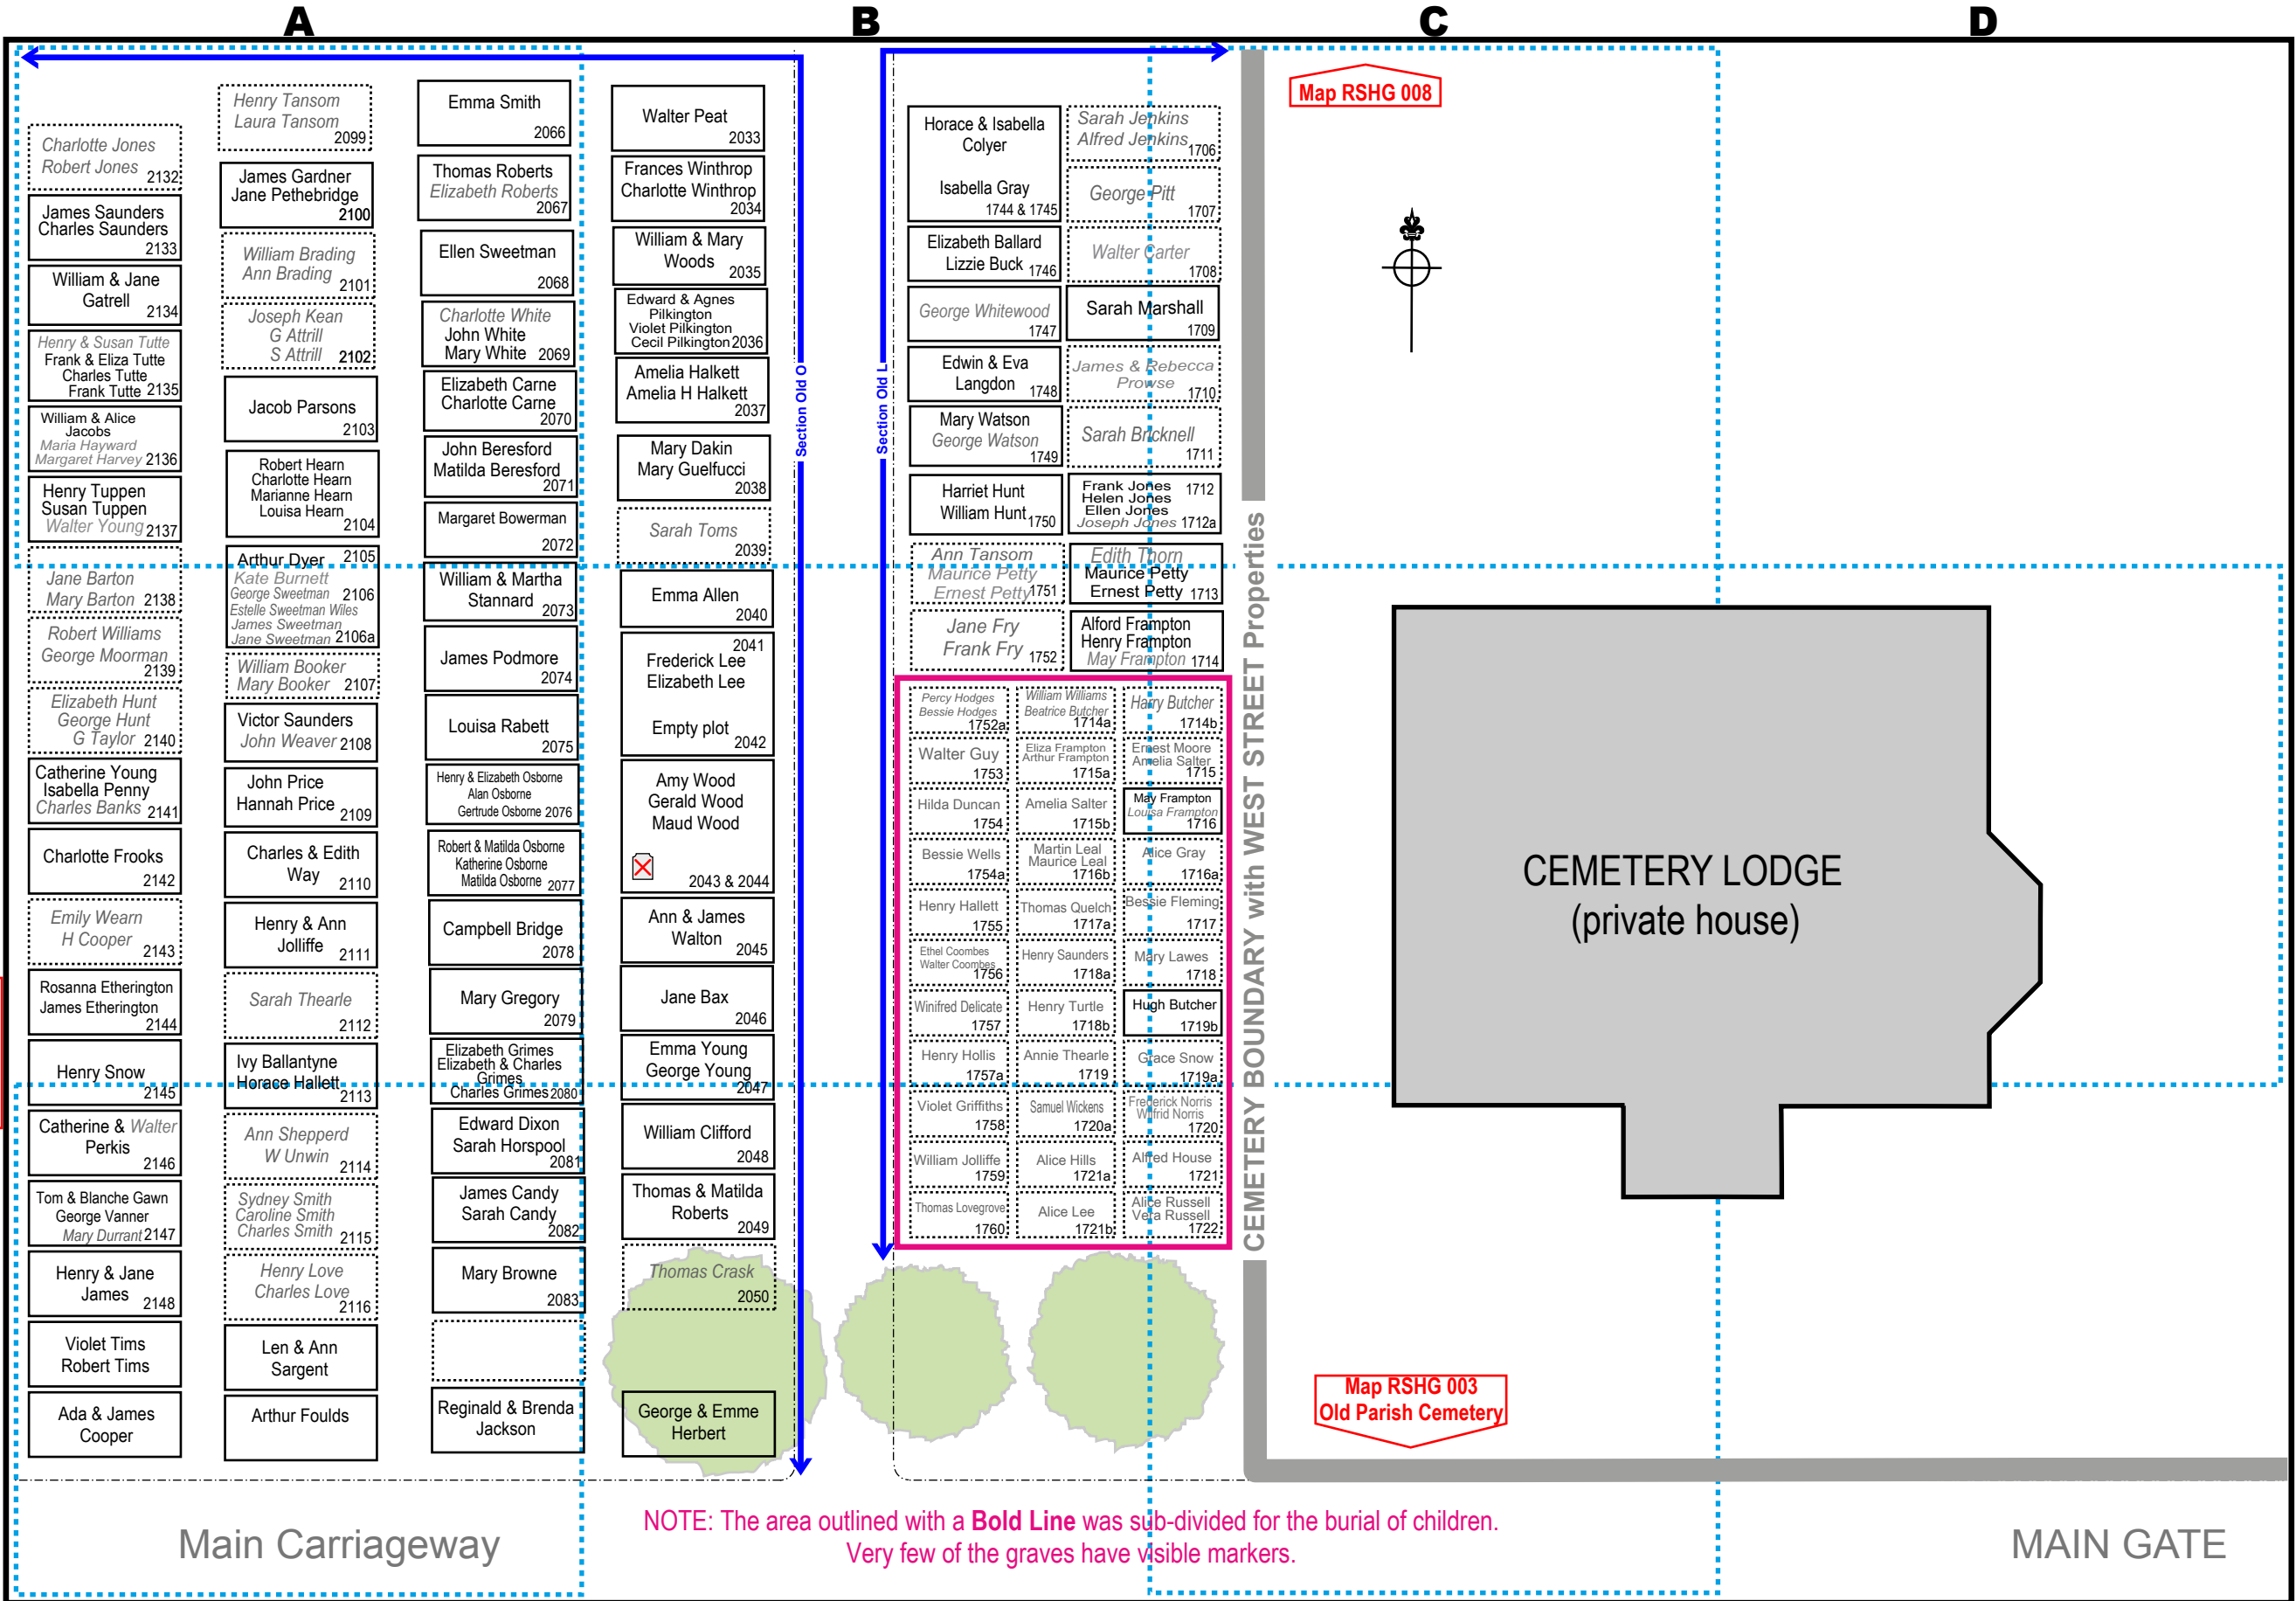 A
B
C
D
Charlotte Jones
Robert Jones 2132
James Saunders
Charles Saunders
2133
William & Jane
Gatrell
2134
Henry & Susan Tutte
Frank & Eliza Tutte
Charles Tutte
Frank Tutte 2135
William & Alice
Jacobs
Maria Hayward
Margaret Harvey 2136
Henry Tuppen
Susan Tuppen
Walter Young 2137
Jane Barton
Mary Barton 2138
Robert Williams
George Moorman
2139
Elizabeth Hunt
George Hunt
G Taylor 2140
Catherine Young
Isabella Penny
Charles Banks 2141
Charlotte Frooks
2142
Emily Wearn
H Cooper
2143
Rosanna Etherington
James Etherington
2144
Henry Snow
2145
Catherine & Walter
Perkis
2146
Tom & Blanche Gawn
George Vanner
Mary Durrant 2147
Henry & Jane
James
2148
Violet Tims
Robert Tims
Ada & James
Cooper
Henry Tansom
Laura Tansom
2099
James Gardner
Jane Pethebridge
2100
William Brading
Ann Brading
2101
Joseph Kean
G Attrill
S Attrill 2102
Jacob Parsons
2103
Robert Hearn
Charlotte Hearn
Marianne Hearn
Louisa Hearn
2104
Arthur Dyer 2105
Kate Burnett
George Sweetman 2106
Estelle Sweetman Wiles
James Sweetman
Jane Sweetman 2106a
William Booker
Mary Booker 2107
Victor Saunders
John Weaver 2108
John Price
Hannah Price
2109
Charles & Edith
Way
2110
Henry & Ann
Jolliffe
2111
Sarah Thearle
2112
Ivy Ballantyne
Horace Hallett
2113
Ann Shepperd
W Unwin
2114
Sydney Smith
Caroline Smith
Charles Smith 2115
Henry Love
Charles Love
2116
Len & Ann
Sargent
Arthur Foulds
Emma Smith
2066
Thomas Roberts
Elizabeth Roberts
2067
Ellen Sweetman
2068
Charlotte White
John White
Mary White 2069
Elizabeth Carne
Charlotte Carne
2070
John Beresford
Matilda Beresford
2071
Margaret Bowerman
2072
William & Martha
Stannard
2073
James Podmore
2074
Louisa Rabett
2075
Henry & Elizabeth Osborne
Alan Osborne
Gertrude Osborne 2076
Robert & Matilda Osborne
Katherine Osborne
Matilda Osborne 2077
Campbell Bridge
2078
Mary Gregory
2079
Elizabeth Grimes
Elizabeth & Charles
Grimes
Charles Grimes 2080
Edward Dixon
Sarah Horspool
2081
James Candy
Sarah Candy
2082
Mary Browne
2083
Reginald & Brenda
Jackson
Walter Peat
2033
Frances Winthrop
Charlotte Winthrop
2034
William & Mary
Woods
2035
Edward & Agnes
Pilkington
Violet Pilkington
Cecil Pilkington 2036
Amelia Halkett
Amelia H Halkett
2037
Mary Dakin
Mary Guelfucci
2038
Sarah Toms
2039
Emma Allen
2040
2041
Frederick Lee
Elizabeth Lee
Empty plot
2042
Amy Wood
Gerald Wood
Maud Wood
2043 & 2044
Ann & James
Walton
2045
Jane Bax
2046
Emma Young
George Young
2047
William Clifford
2048
Thomas & Matilda
Roberts
2049
Thomas Crask
2050
George & Emme
Herbert
Section Old O
Section Old L
Horace & Isabella
Colyer
Isabella Gray
1744 & 1745
Elizabeth Ballard
Lizzie Buck 1746
George Whitewood
1747
Edwin & Eva
Langdon 1748
Mary Watson
George Watson
1749
Harriet Hunt
William Hunt 1750
Ann Tansom
Maurice Petty
Ernest Petty 1751
Jane Fry
Frank Fry 1752
Sarah Jenkins
Alfred Jenkins 1706
George Pitt
1707
Walter Carter
1708
Sarah Marshall
1709
James & Rebecca
Prowse
1710
Sarah Bricknell
1711
Frank Jones 1712
Helen Jones
Ellen Jones
Joseph Jones 1712a
Edith Thorn
Maurice Petty
Ernest Petty 1713
Alford Frampton
Henry Frampton
May Frampton 1714
Percy Hodges
Bessie Hodges
1752a
William Williams
Beatrice Butcher
1714a
Harry Butcher
1714b
Walter Guy
1753
Eliza Frampton
Arthur Frampton
1715a
Ernest Moore
Amelia Salter
1715
Hilda Duncan
1754
Amelia Salter
1715b
May Frampton
Louisa Frampton
1716
Bessie Wells
1754a
Martin Leal
Maurice Leal
1716b
Alice Gray
1716a
Henry Hallett
1755
Thomas Quelch
1717a
Bessie Fleming
1717
Ethel Coombes
Walter Coombes
1756
Henry Saunders
1718a
Mary Lawes
1718
Winifred Delicate
1757
Henry Turtle
1718b
Hugh Butcher
1719b
Henry Hollis
1757a
Annie Thearle
1719
Grace Snow
1719a
Violet Griffiths
1758
Samuel Wickens
1720a
Frederick Norris
Wilfrid Norris
1720
William Jolliffe
1759
Alice Hills
1721a
Alfred House
1721
Thomas Lovegrove
1760
Alice Lee
1721b
Alice Russell
Vera Russell
1722
CEMETERY BOUNDARY with WEST STREET Properties
Map RSHG 008
CEMETERY LODGE
(private house)
Map RSHG 003
Old Parish Cemetery
Main Carriageway
NOTE: The area outlined with a Bold Line was sub-divided for the burial of children.
Very few of the graves have visible markers.
MAIN GATE